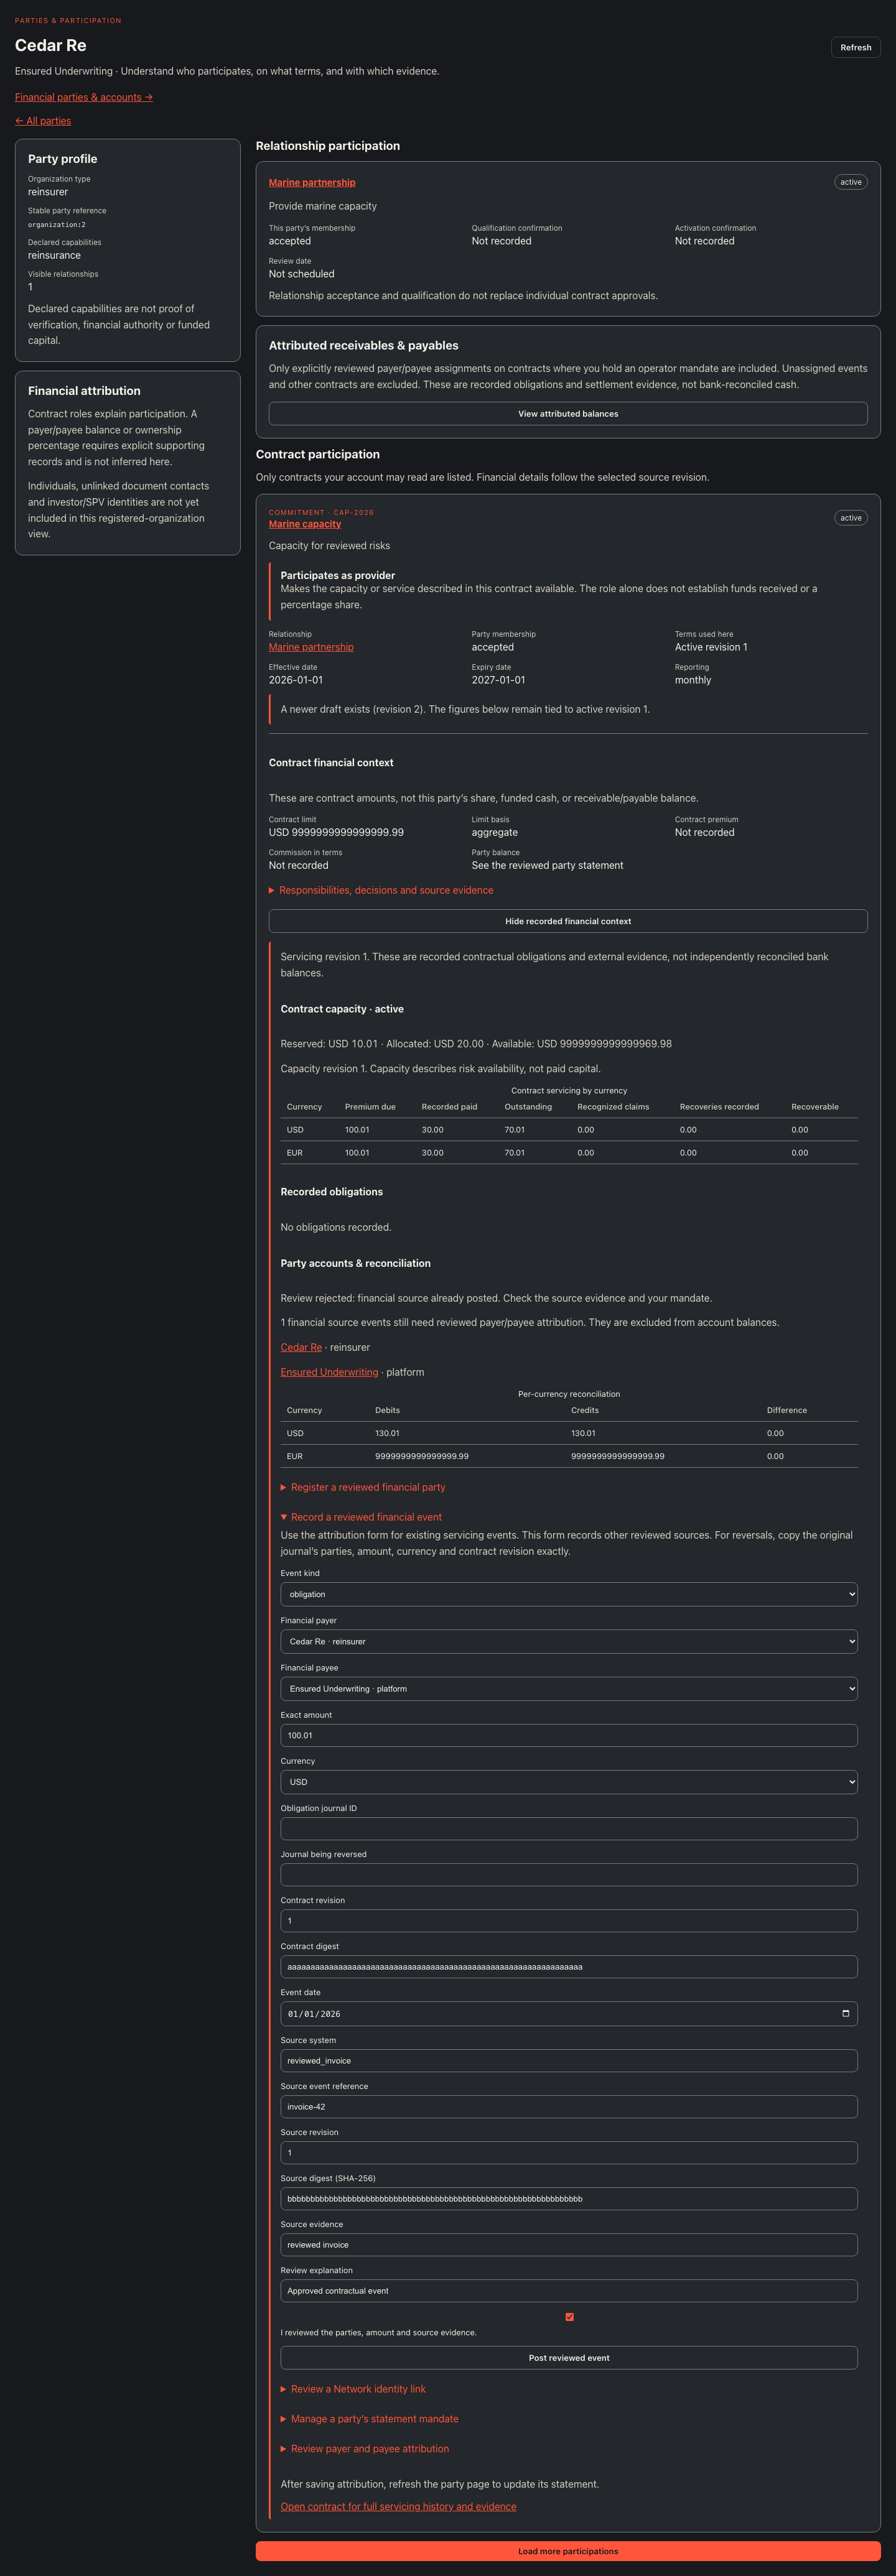 PARTIES & PARTICIPATION
Cedar Re
Refresh
Ensured Underwriting · Understand who participates, on what terms, and with which evidence.
Financial parties & accounts →
← All parties
Party profile
Organization type
reinsurer
Stable party reference
organization:2
Declared capabilities
reinsurance
Visible relationships
1
Declared capabilities are not proof of
verification, financial authority or funded
capital.
Financial attribution
Contract roles explain participation. A
payer/payee balance or ownership
percentage requires explicit supporting
records and is not inferred here.
Individuals, unlinked document contacts
and investor/SPV identities are not yet
included in this registered-organization
view.
Relationship participation
Marine partnership
active
Provide marine capacity
This party's membership
accepted
Qualification confirmation
Not recorded
Activation confirmation
Not recorded
Review date
Not scheduled
Relationship acceptance and qualification do not replace individual contract approvals.
Attributed receivables & payables
Only explicitly reviewed payer/payee assignments on contracts where you hold an operator mandate are included. Unassigned events
and other contracts are excluded. These are recorded obligations and settlement evidence, not bank-reconciled cash.
View attributed balances
Contract participation
Only contracts your account may read are listed. Financial details follow the selected source revision.
COMMITMENT · CAP-2026
Marine capacity
active
Capacity for reviewed risks
Participates as provider
Makes the capacity or service described in this contract available. The role alone does not establish funds received or a
percentage share.
Relationship
Marine partnership
Party membership
accepted
Terms used here
Active revision 1
Effective date
2026-01-01
Expiry date
2027-01-01
Reporting
monthly
A newer draft exists (revision 2). The figures below remain tied to active revision 1.
Contract financial context
These are contract amounts, not this party's share, funded cash, or receivable/payable balance.
Contract limit
USD 9999999999999999.99
Limit basis
aggregate
Contract premium
Not recorded
Commission in terms
Not recorded
Party balance
See the reviewed party statement
▶ Responsibilities, decisions and source evidence
Hide recorded financial context
Servicing revision 1. These are recorded contractual obligations and external evidence, not independently reconciled bank
balances.
Contract capacity · active
Reserved: USD 10.01 · Allocated: USD 20.00 · Available: USD 9999999999999969.98
Capacity revision 1. Capacity describes risk availability, not paid capital.
Contract servicing by currency
Currency Premium due Recorded paid Outstanding Recognized claims Recoveries recorded Recoverable
USD 100.01 30.00 70.01 0.00 0.00 0.00
EUR 100.01 30.00 70.01 0.00 0.00 0.00
Recorded obligations
No obligations recorded.
Party accounts & reconciliation
Review rejected: financial source already posted. Check the source evidence and your mandate.
1 financial source events still need reviewed payer/payee attribution. They are excluded from account balances.
Cedar Re · reinsurer
Ensured Underwriting · platform
Per-currency reconciliation
Currency Debits Credits Difference
USD 130.01 130.01 0.00
EUR 9999999999999999.99 9999999999999999.99 0.00
▶ Register a reviewed financial party
▼ Record a reviewed financial event
Use the attribution form for existing servicing events. This form records other reviewed sources. For reversals, copy the original
journal's parties, amount, currency and contract revision exactly.
Event kind
obligation
Financial payer
Cedar Re · reinsurer
Financial payee
Ensured Underwriting · platform
Exact amount
100.01
Currency
USD
Obligation journal ID
Journal being reversed
Contract revision
1
Contract digest
aaaaaaaaaaaaaaaaaaaaaaaaaaaaaaaaaaaaaaaaaaaaaaaaaaaaaaaaaaaaaaaa
Event date
01/01/2026
Source system
reviewed_invoice
Source event reference
invoice-42
Source revision
1
Source digest (SHA-256)
bbbbbbbbbbbbbbbbbbbbbbbbbbbbbbbbbbbbbbbbbbbbbbbbbbbbbbbbbbbbbbbb
Source evidence
reviewed invoice
Review explanation
Approved contractual event
I reviewed the parties, amount and source evidence.
Post reviewed event
▶ Review a Network identity link
▶ Manage a party's statement mandate
▶ Review payer and payee attribution
After saving attribution, refresh the party page to update its statement.
Open contract for full servicing history and evidence
Load more participations